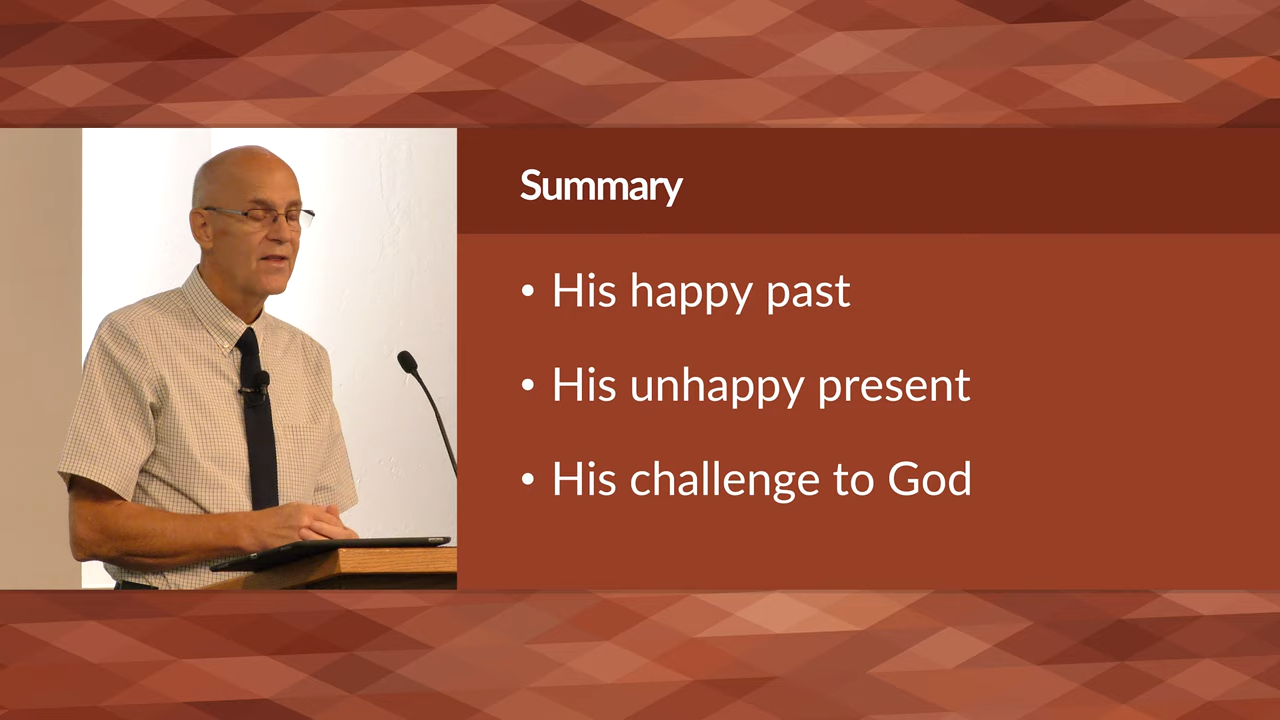 Summary
• His happy past
• His unhappy present
• His challenge to God